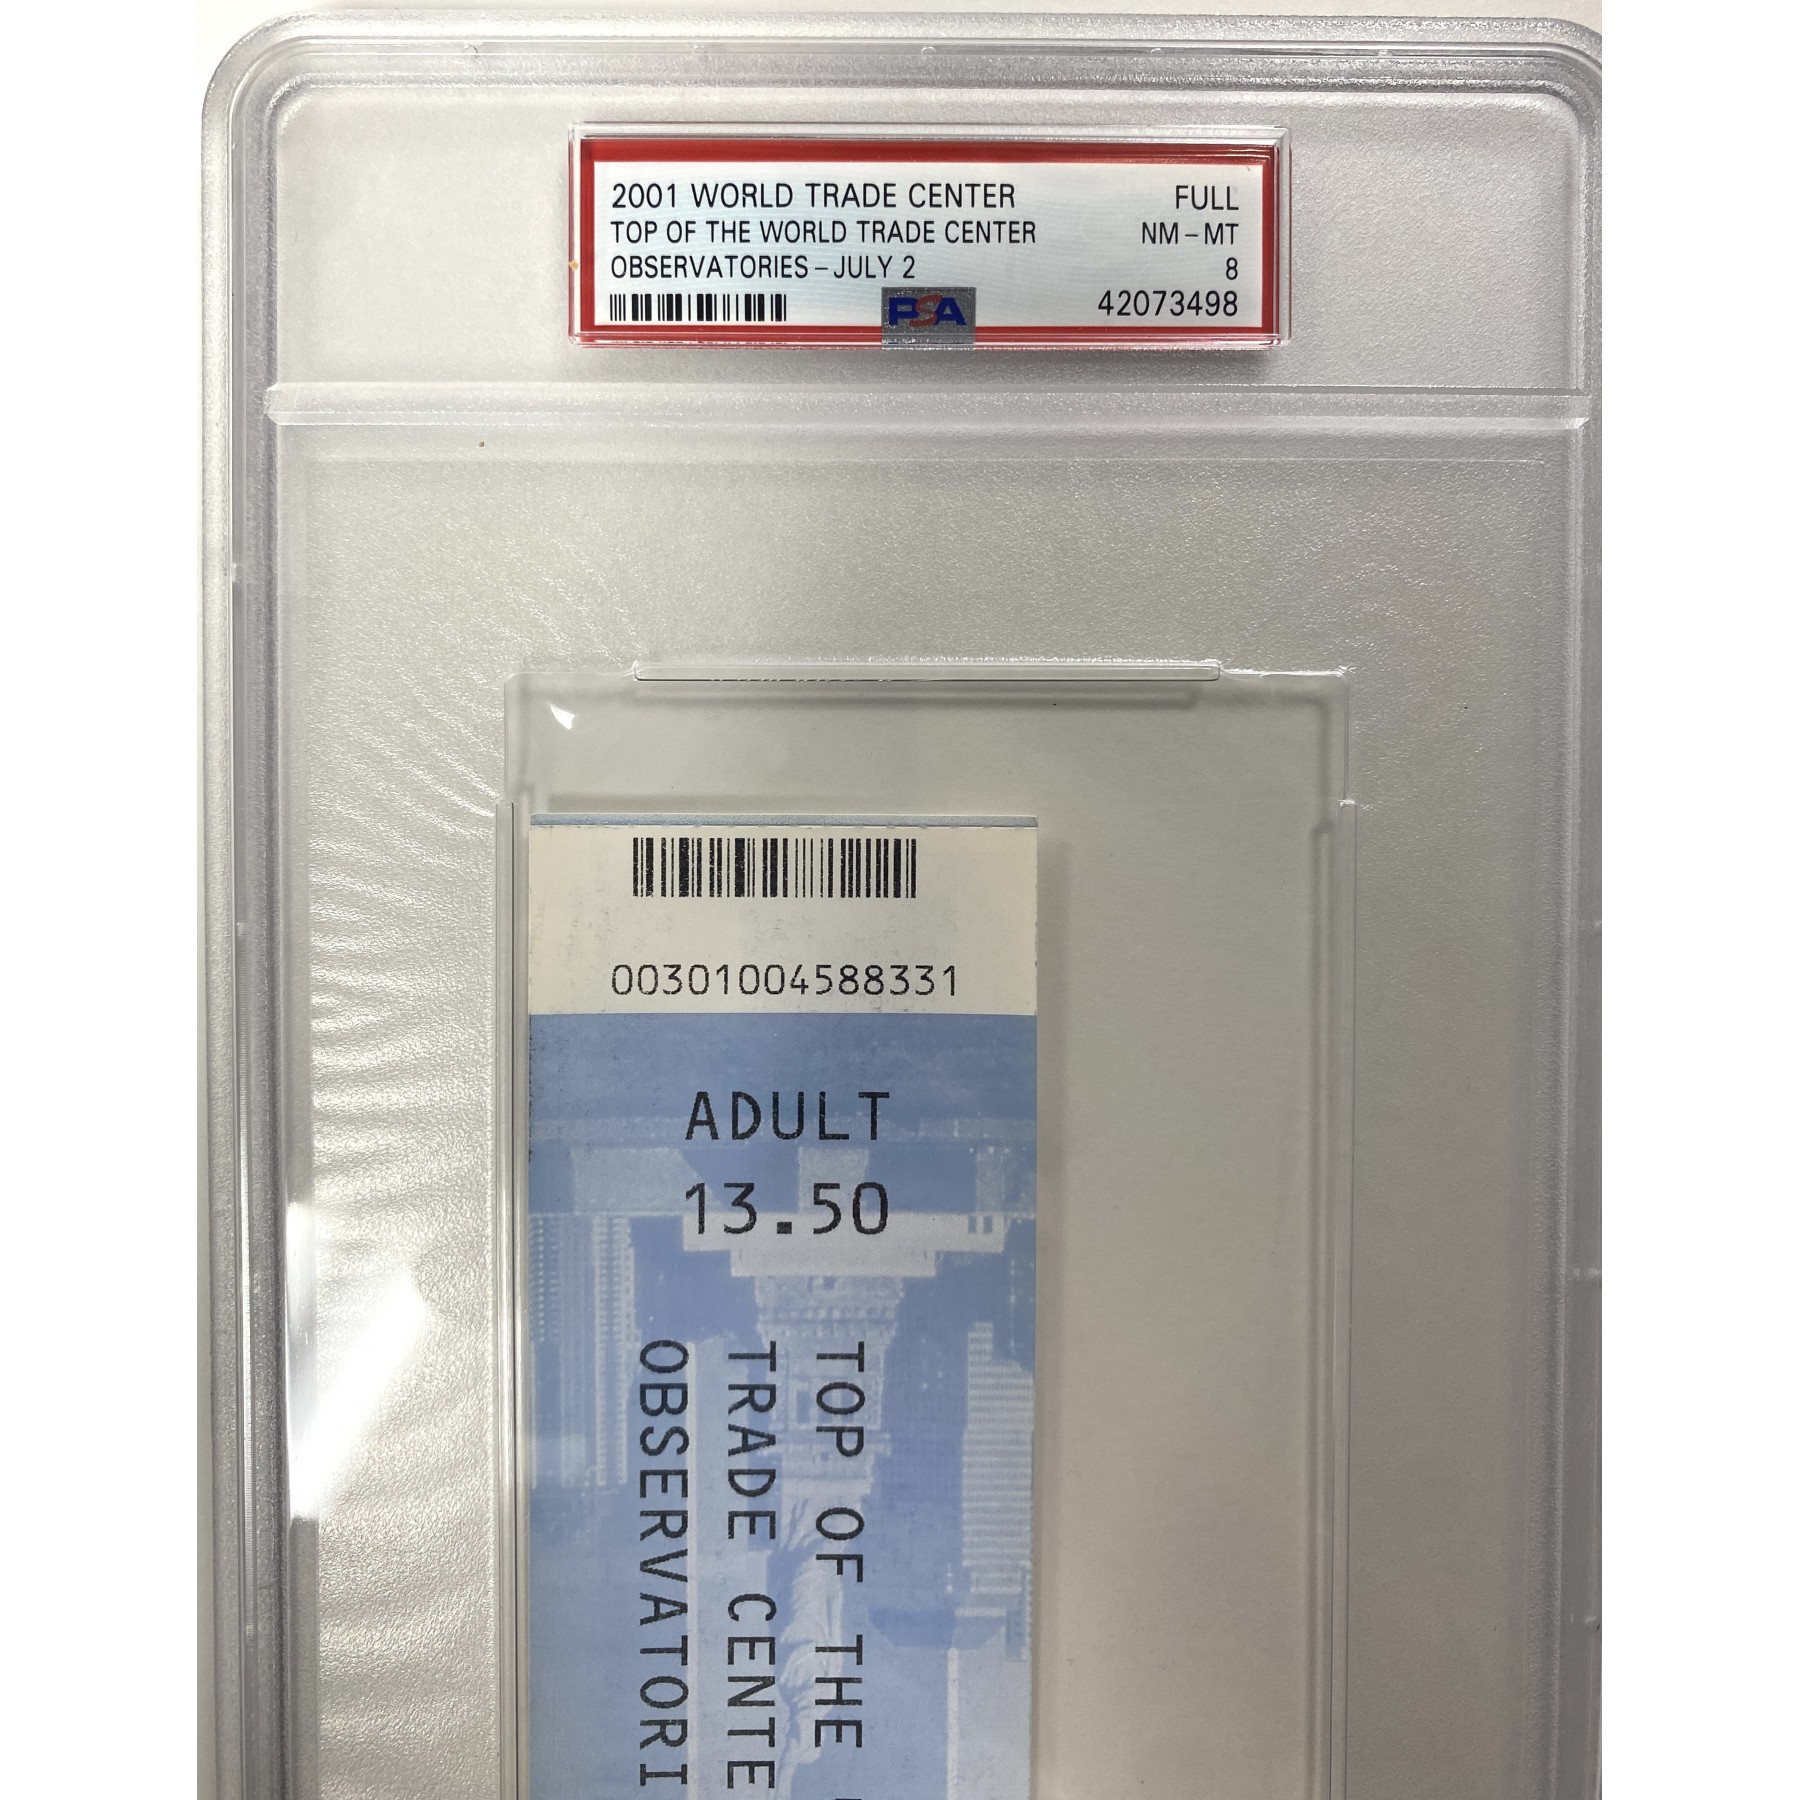 2001 WORLD TRADE CENTER FULL
TOP OF THE WORLD TRADE CENTER NM-MT
OBSERVATORIES-JULY 2 8
PSA 42073498
00301004588331
ADULT
13.50
TOP OF THE
TRADE CENTE
OBSERVATORI